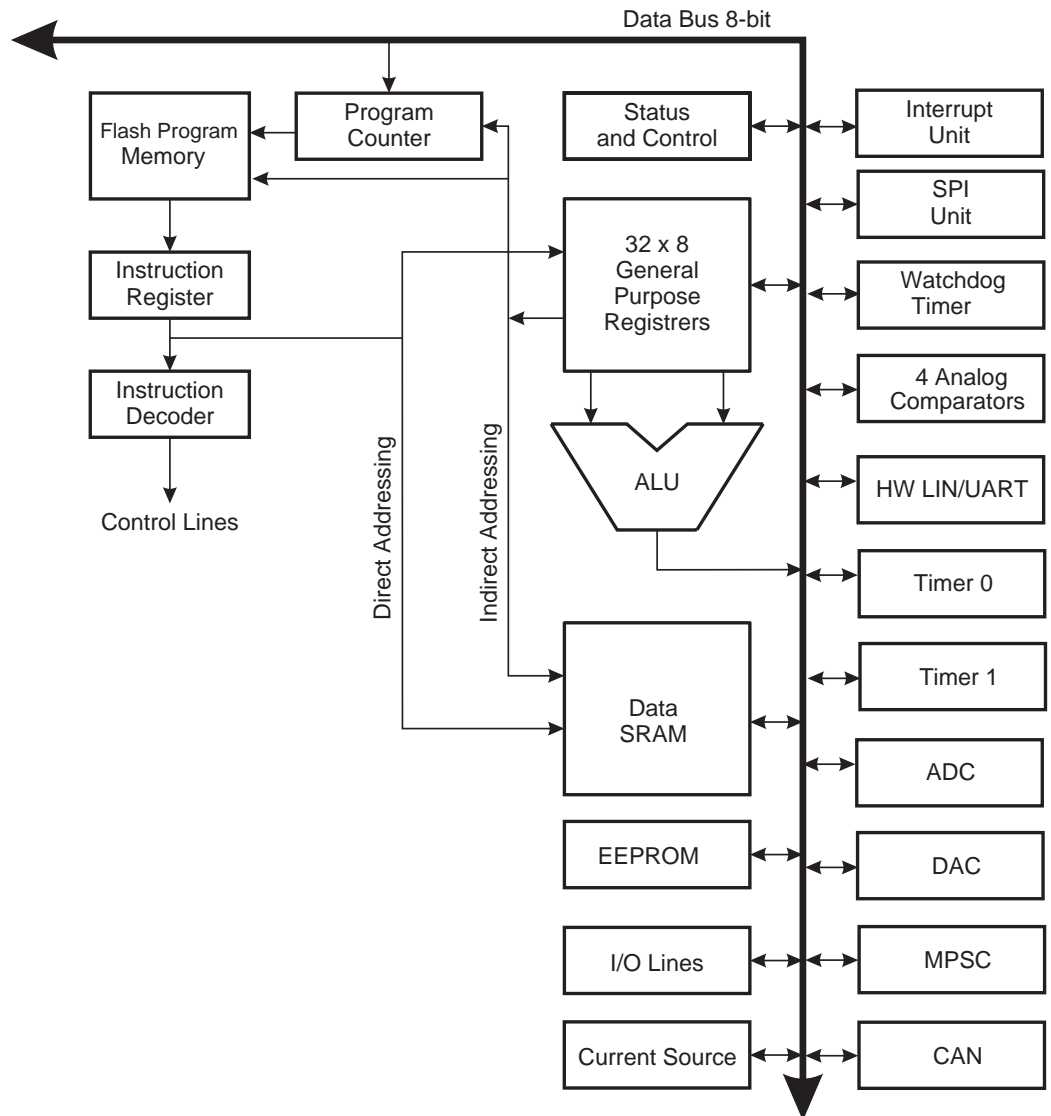 Data Bus 8-bit
Flash Program
Memory
Program
Counter
Status
and Control
Interrupt
Unit
SPI
Unit
Instruction
Register
32 x 8
General
Purpose
Registrers
Watchdog
Timer
Instruction
Decoder
4 Analog
Comparators
Control Lines
Direct Addressing
Indirect Addressing
ALU
HW LIN/UART
Timer 0
Data
SRAM
Timer 1
ADC
EEPROM
DAC
I/O Lines
MPSC
Current Source
CAN